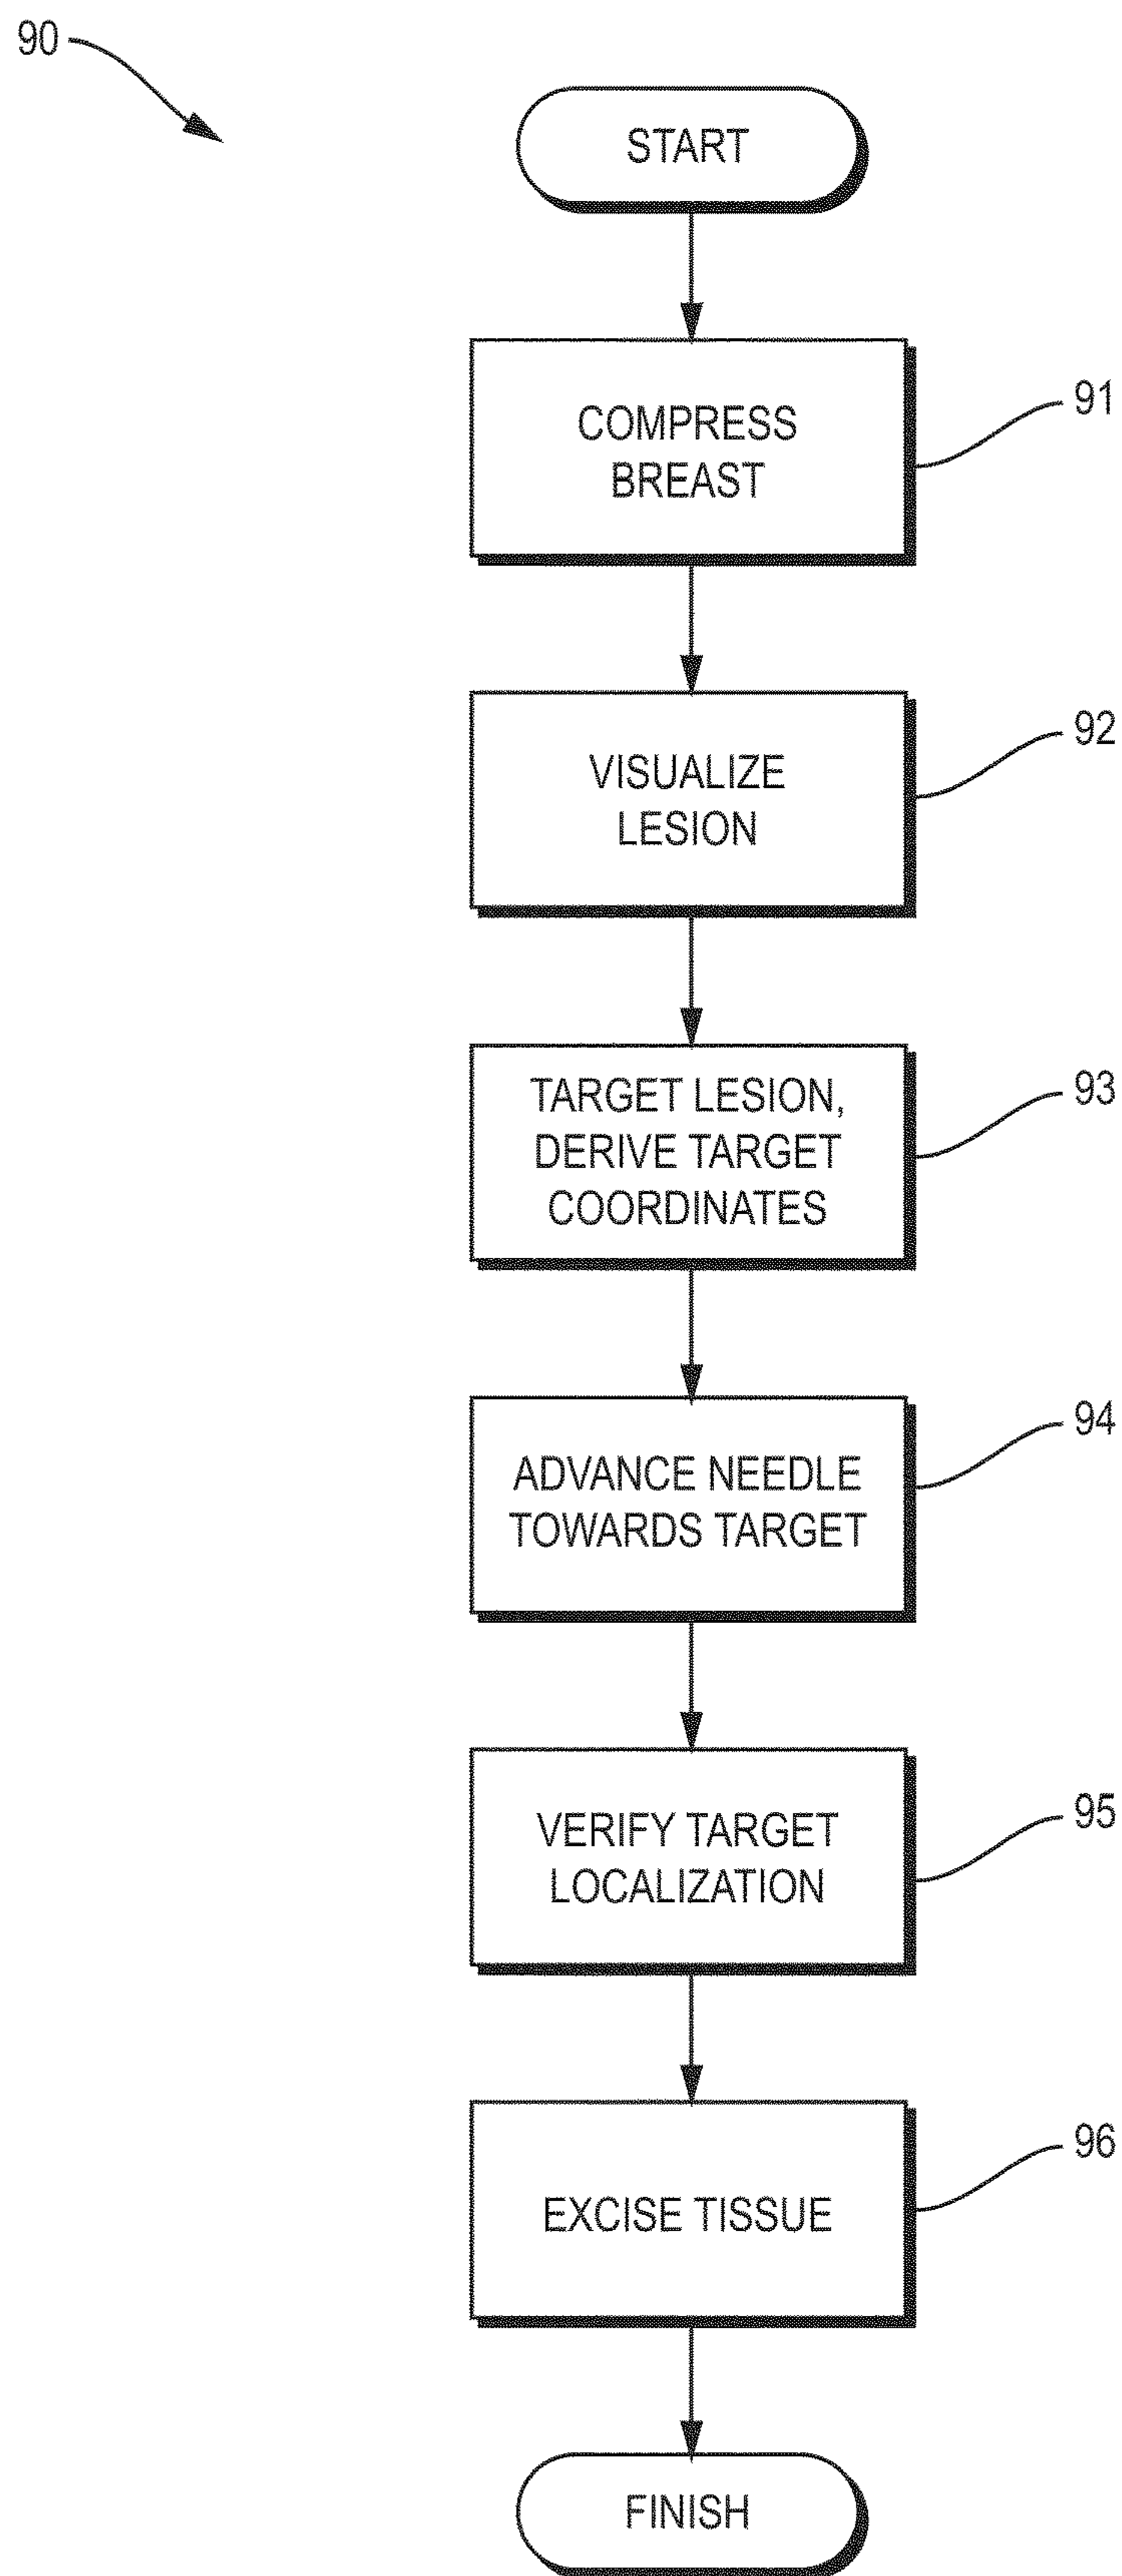 90
START
COMPRESS
BREAST
91
VISUALIZE
LESION
92
TARGET LESION,
DERIVE TARGET
COORDINATES
93
ADVANCE NEEDLE
TOWARDS TARGET
94
VERIFY TARGET
LOCALIZATION
95
EXCISE TISSUE
96
FINISH